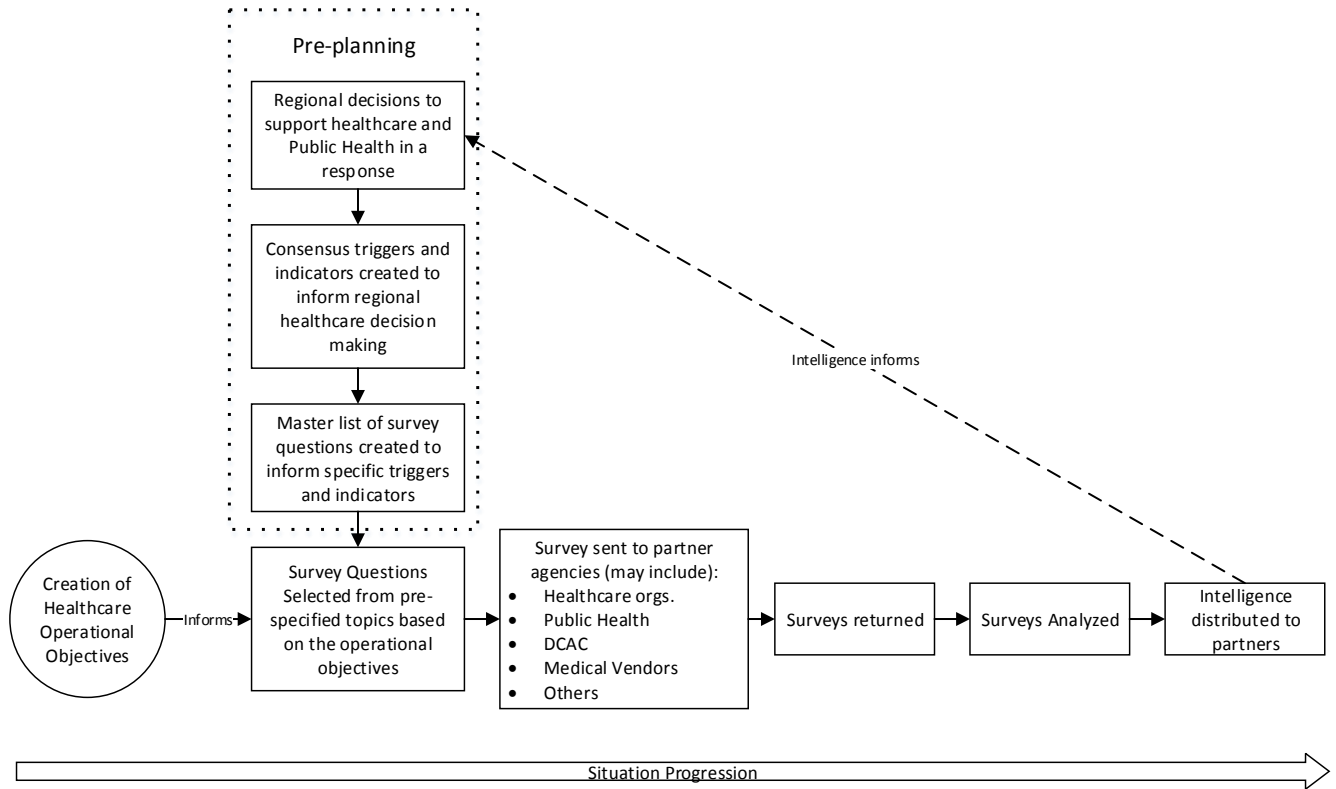 Pre-planning
Regional decisions to
support healthcare and
Public Health in a
response
Consensus triggers and
indicators created to
inform regional
healthcare decision
making
Intelligence informs
Master list of survey
questions created to
inform specific triggers
and indicators
Creation of
Healthcare
Operational
Objectives
Informs
Survey Questions
Selected from pre-
specified topics based
on the operational
objectives
Survey sent to partner
agencies (may include):
• Healthcare orgs.
• Public Health
• DCAC
• Medical Vendors
• Others
Surveys returned
Surveys Analyzed
Intelligence
distributed to
partners
Situation Progression